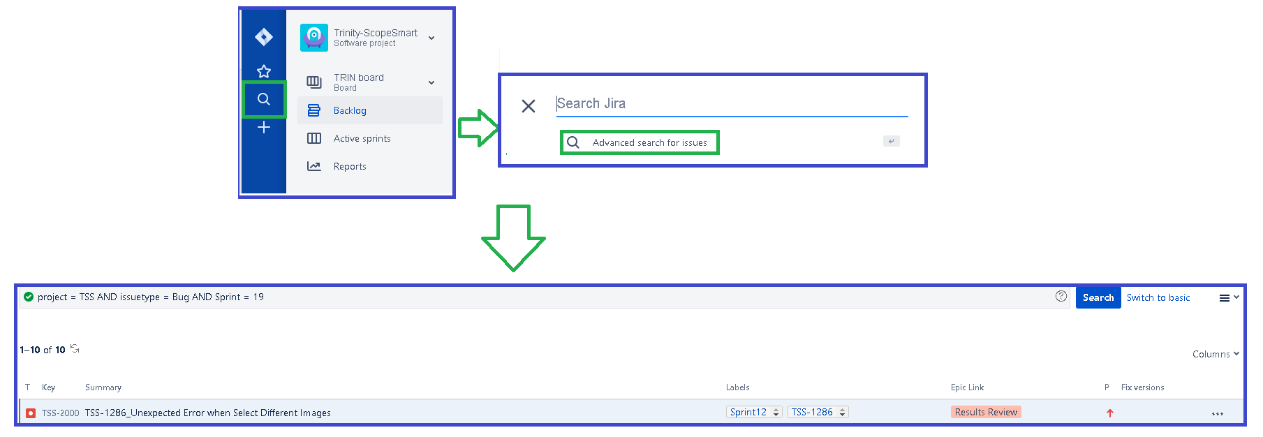 Trinity-ScopeSmart
Software project
TRIN board
Board
Backlog
Active sprints
Reports
Search Jira
Advanced search for issues
project = TSS AND issuetype = Bug AND Sprint = 19
Search Switch to basic
1–10 of 10
Columns
T Key Summary Labels Epic Link P Fix versions
TSS-2000 TSS-1286_Unexpected Error when Select Different Images Sprint12 TSS-1286 Results Review